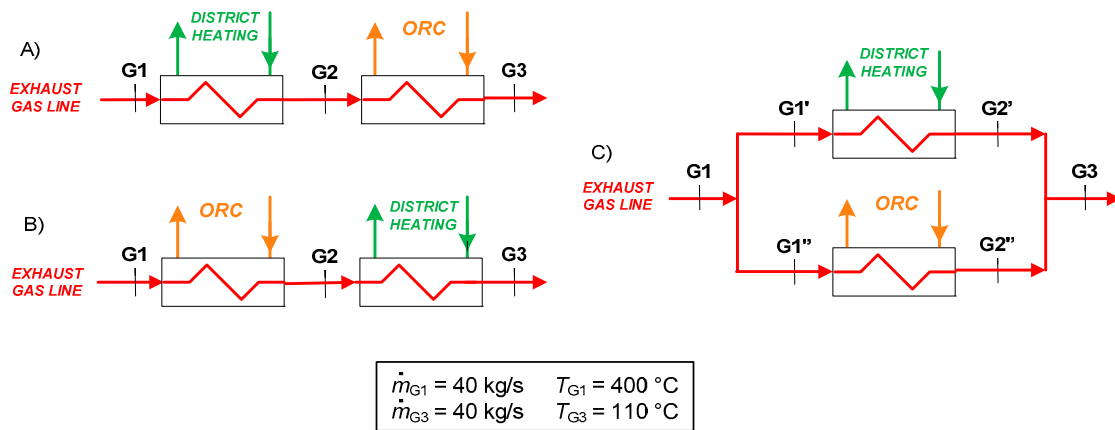 A)
DISTRICT
HEATING
ORC
G1
G2
G3
EXHAUST
GAS LINE
B)
ORC
DISTRICT
HEATING
G1
G2
G3
EXHAUST
GAS LINE
C)
DISTRICT
HEATING
G1'
G2’
G1
G3
EXHAUST
GAS LINE
ORC
G1”
G2”
ṁG1 = 40 kg/s TG1 = 400 °C
ṁG3 = 40 kg/s TG3 = 110 °C